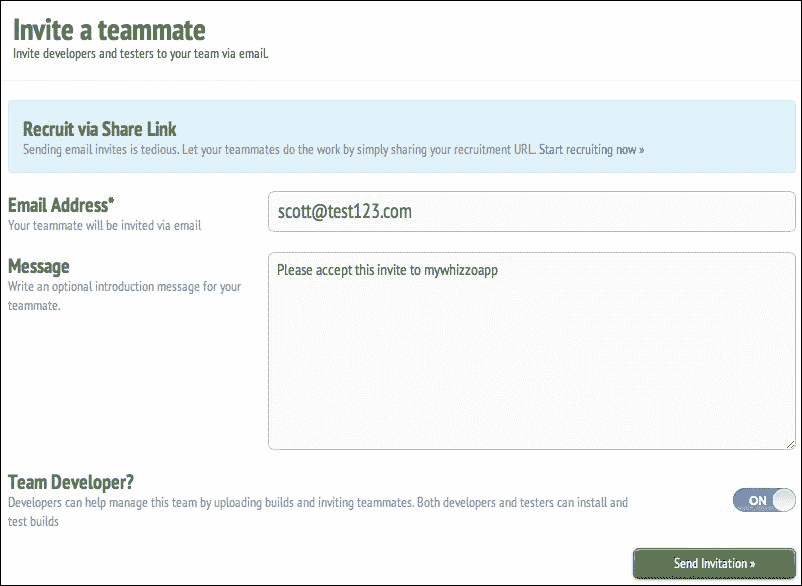 Invite a teammate
Invite developers and testers to your team via email.
Recruit via Share Link
Sending email invites is tedious. Let your teammates do the work by simply sharing your recruitment URL. Start recruiting now »
Email Address*
scott@test123.com
Your teammate will be invited via email
Message
Please accept this invite to mywhizzoapp
Write an optional introduction message for your
teammate.
Team Developer?
Developers can help manage this team by uploading builds and inviting teammates. Both developers and testers can install and
test builds
ON
Send Invitation »